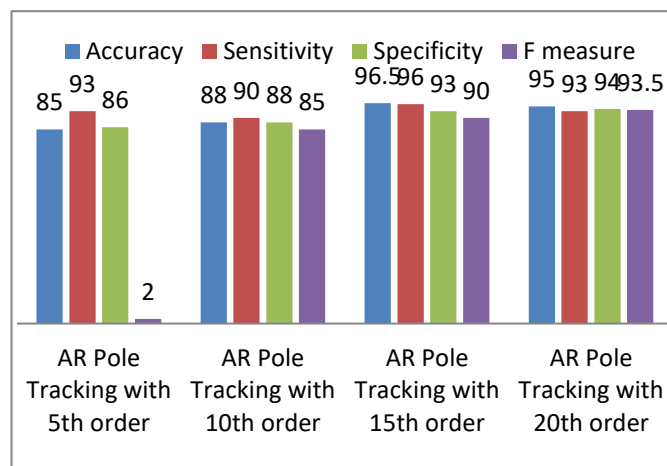 Accuracy Sensitivity Specificity F measure
85 93 86 2 88 90 88 85 96.5 96 93 90 95 93 94 93.5
AR Pole AR Pole AR Pole AR Pole
Tracking with Tracking with Tracking with Tracking with
5th order 10th order 15th order 20th order